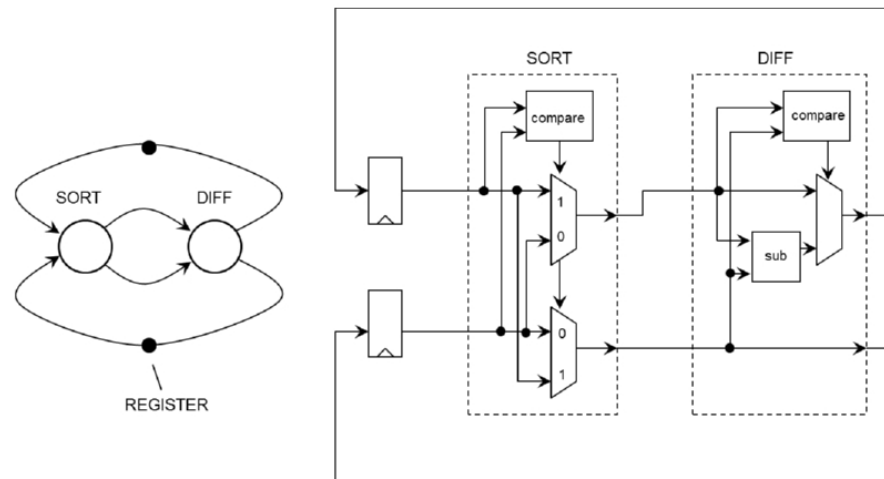 SORT
DIFF
compare
compare
SORT
DIFF
1
0
sub
0
1
REGISTER